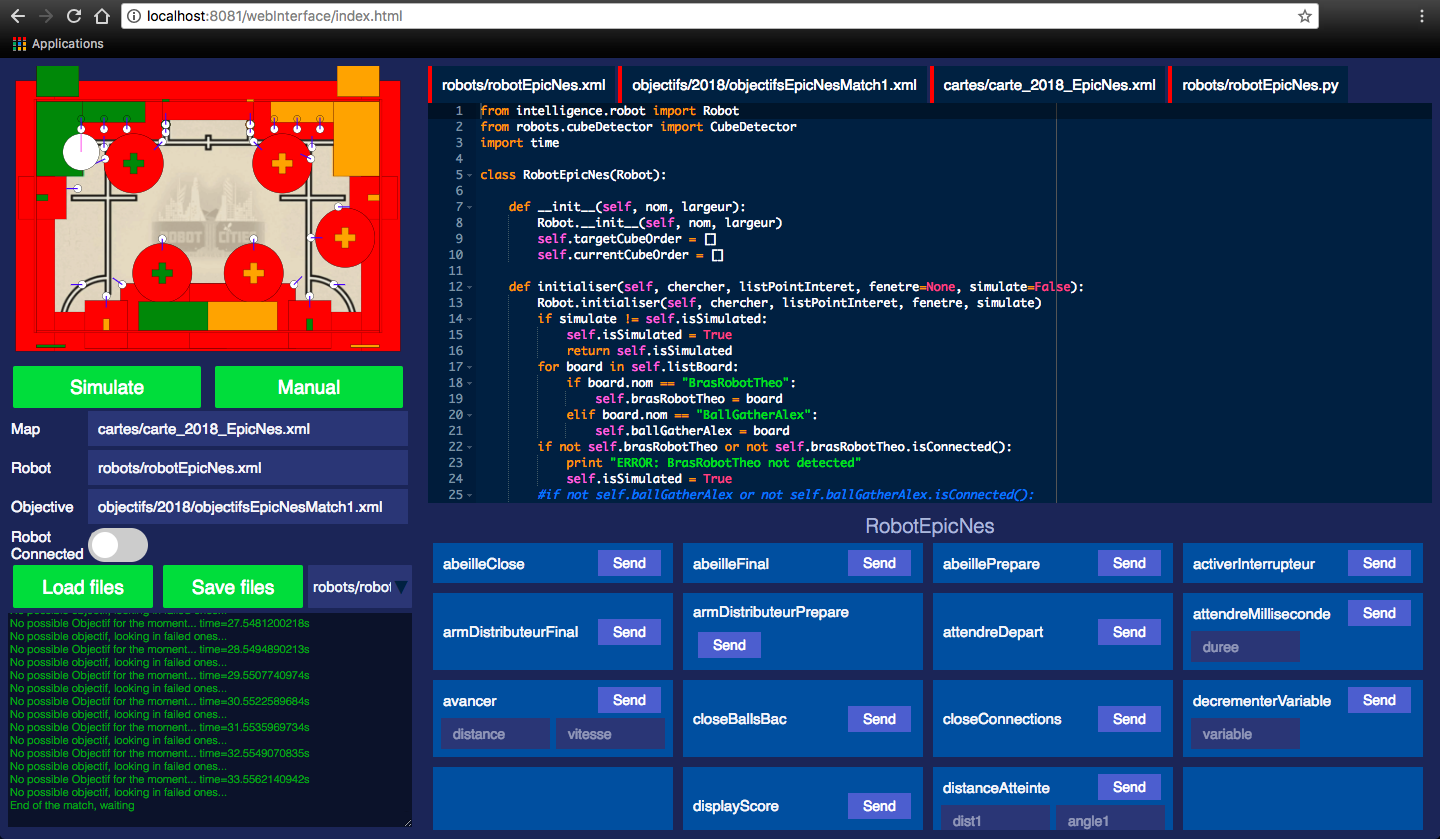 localhost:8081/webInterface/index.html
Applications
ROBOT CITIES
Simulate
Manual
Map
cartes/carte_2018_EpicNes.xml
Robot
robots/robotEpicNes.xml
Objective
objectifs/2018/objectifsEpicNesMatch1.xml
Robot
Connected
Load files
Save files
robots/robot
No possible objectif, looking in failed ones...
No possible Objectif for the moment... time=27.5481200218s
No possible objectif, looking in failed ones...
No possible Objectif for the moment... time=28.5494890213s
No possible objectif, looking in failed ones...
No possible Objectif for the moment... time=29.5507740974s
No possible objectif, looking in failed ones...
No possible Objectif for the moment... time=30.5522589684s
No possible objectif, looking in failed ones...
No possible Objectif for the moment... time=31.5535969734s
No possible objectif, looking in failed ones...
No possible Objectif for the moment... time=32.5549070835s
No possible objectif, looking in failed ones...
No possible Objectif for the moment... time=33.5562140942s
No possible objectif, looking in failed ones...
End of the match, waiting
robots/robotEpicNes.xml objectifs/2018/objectifsEpicNesMatch1.xml cartes/carte_2018_EpicNes.xml robots/robotEpicNes.py
1 from intelligence.robot import Robot
2 from robots.cubeDetector import CubeDetector
3 import time
4
5 class RobotEpicNes(Robot):
6
7 def __init__(self, nom, largeur):
8 Robot.__init__(self, nom, largeur)
9 self.targetCubeOrder = []
10 self.currentCubeOrder = []
11
12 def initialiser(self, chercher, listPointInteret, fenetre=None, simulate=False):
13 Robot.initialiser(self, chercher, listPointInteret, fenetre, simulate)
14 if simulate != self.isSimulated:
15 self.isSimulated = True
16 return self.isSimulated
17 for board in self.listBoard:
18 if board.nom == "BrasRobotTheo":
19 self.brasRobotTheo = board
20 elif board.nom == "BallGatherAlex":
21 self.ballGatherAlex = board
22 if not self.brasRobotTheo or not self.brasRobotTheo.isConnected():
23 print "ERROR: BrasRobotTheo not detected"
24 self.isSimulated = True
25 #if not self.ballGatherAlex or not self.ballGatherAlex.isConnected():
RobotEpicNes
abeilleClose Send
abeilleFinal Send
abeillePrepare Send
activerInterrupteur Send
armDistributeurFinal Send
armDistributeurPrepare
Send
attendreDepart Send
attendreMilliseconde Send
duree
avancer Send
distance vitesse
closeBallsBac Send
closeConnections Send
decrementerVariable Send
variable
displayScore Send
distanceAtteinte Send
dist1 angle1